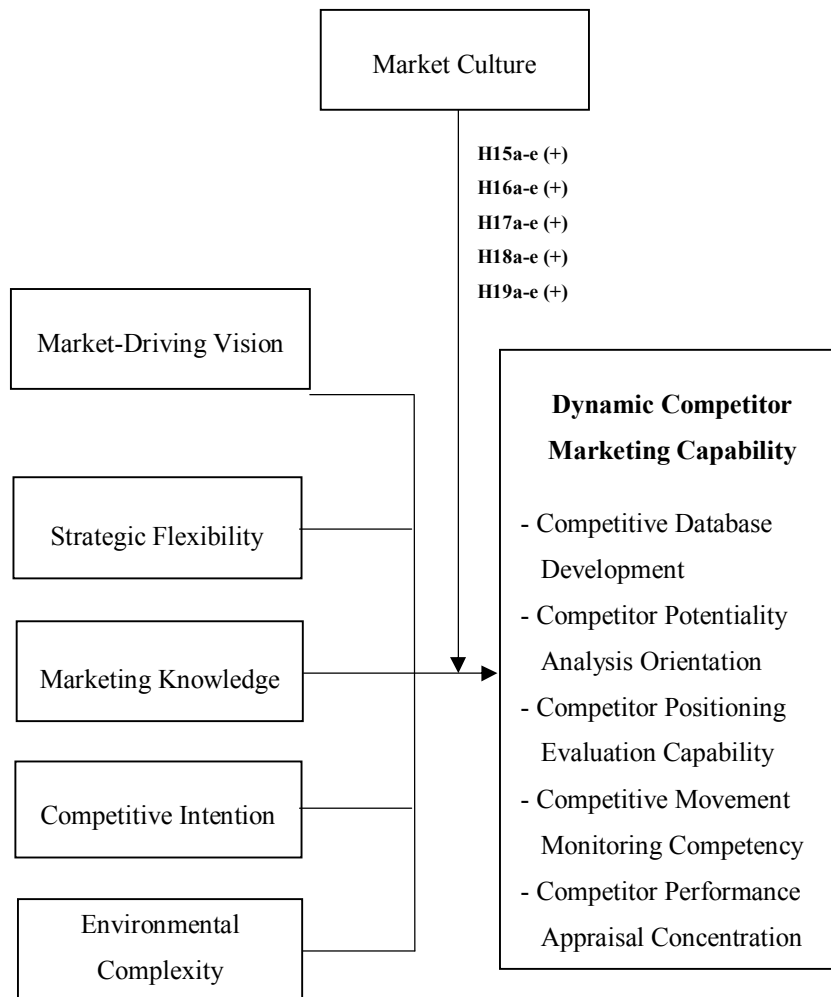 Market Culture
H15a-e (+)
H16a-e (+)
H17a-e (+)
H18a-e (+)
H19a-e (+)
Market-Driving Vision
Strategic Flexibility
Marketing Knowledge
Competitive Intention
Environmental
Complexity
Dynamic Competitor
Marketing Capability
- Competitive Database
Development
- Competitor Potentiality
Analysis Orientation
- Competitor Positioning
Evaluation Capability
- Competitive Movement
Monitoring Competency
- Competitor Performance
Appraisal Concentration